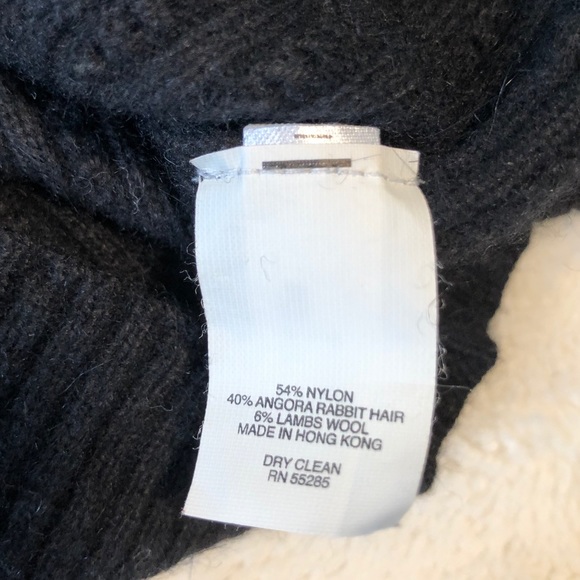 54% NYLON
40% ANGORA RABBIT HAIR
6% LAMBS WOOL
MADE IN HONG KONG
DRY CLEAN
RN 55285